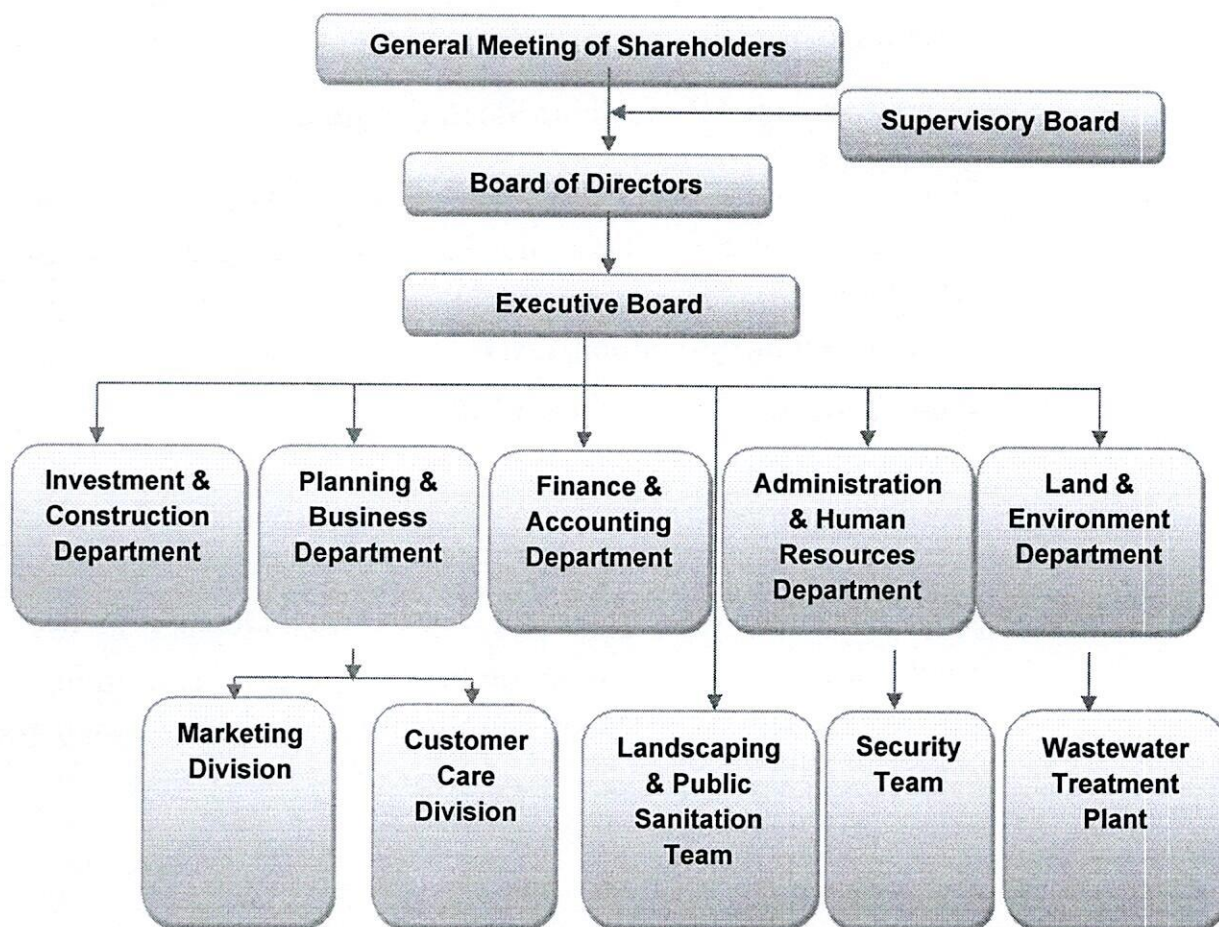 General Meeting of Shareholders
Supervisory Board
Board of Directors
Executive Board
Investment &
Construction
Department
Planning &
Business
Department
Finance &
Accounting
Department
Administration
& Human
Resources
Department
Land &
Environment
Department
Marketing
Division
Customer
Care
Division
Landscaping
& Public
Sanitation
Team
Security
Team
Wastewater
Treatment
Plant